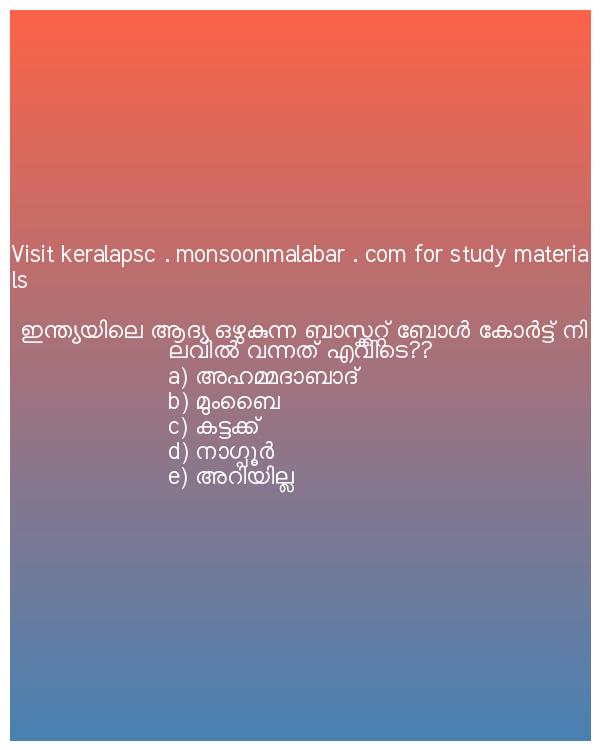 Visit keralapsc . monsoonmalabar . com for study materia
ls
ഇന്ത്യയിലെ ആദ്യ ഒഴുകുന്ന ബാസ്ക്കറ്റ് ബോൾ കോർട്ട് നി
ലവിൽ വന്നത് എവിടെ??
a) അഹമ്മദാബാദ്
b) മുംബൈ
c) കട്ടക്ക്
d) നാഗ്പൂർ
e) അറിയില്ല